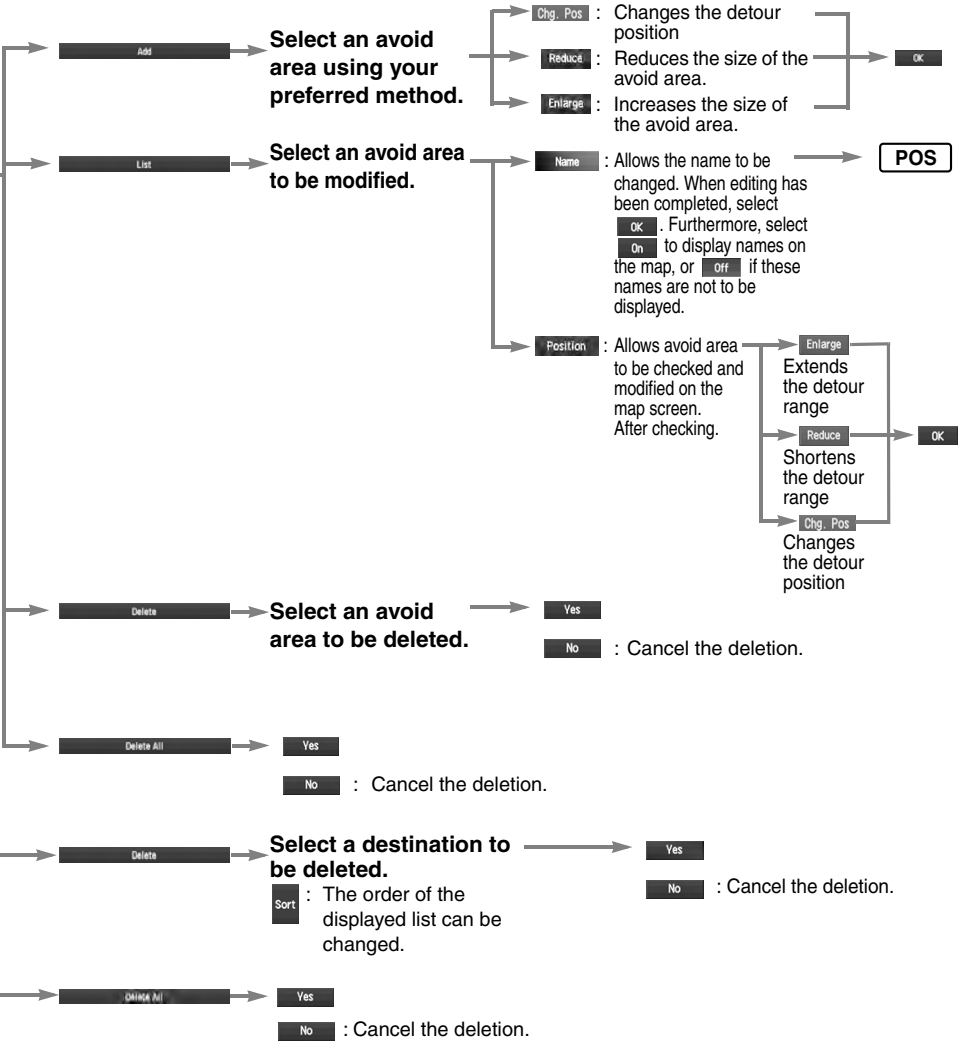 Add
Select an avoid
area using your
preferred method.
Chg. Pos : Changes the detour
position
Reduce : Reduces the size of the
avoid area.
Enlarge : Increases the size of
the avoid area.
OK
List
Select an avoid area
to be modified.
Name : Allows the name to be
changed. When editing has
been completed, select
OK . Furthermore, select
On to display names on
the map, or Off if these
names are not to be
displayed.
POS
Position : Allows avoid area
to be checked and
modified on the
map screen.
After checking.
Enlarge
Extends
the detour
range
Reduce
Shortens
the detour
range
Chg. Pos
Changes
the detour
position
OK
Delete
Select an avoid
area to be deleted.
Yes
No : Cancel the deletion.
Delete All
Yes
No : Cancel the deletion.
Delete
Select a destination to
be deleted.
Sort : The order of the
displayed list can be
changed.
Yes
No : Cancel the deletion.
Delete All
Yes
No : Cancel the deletion.